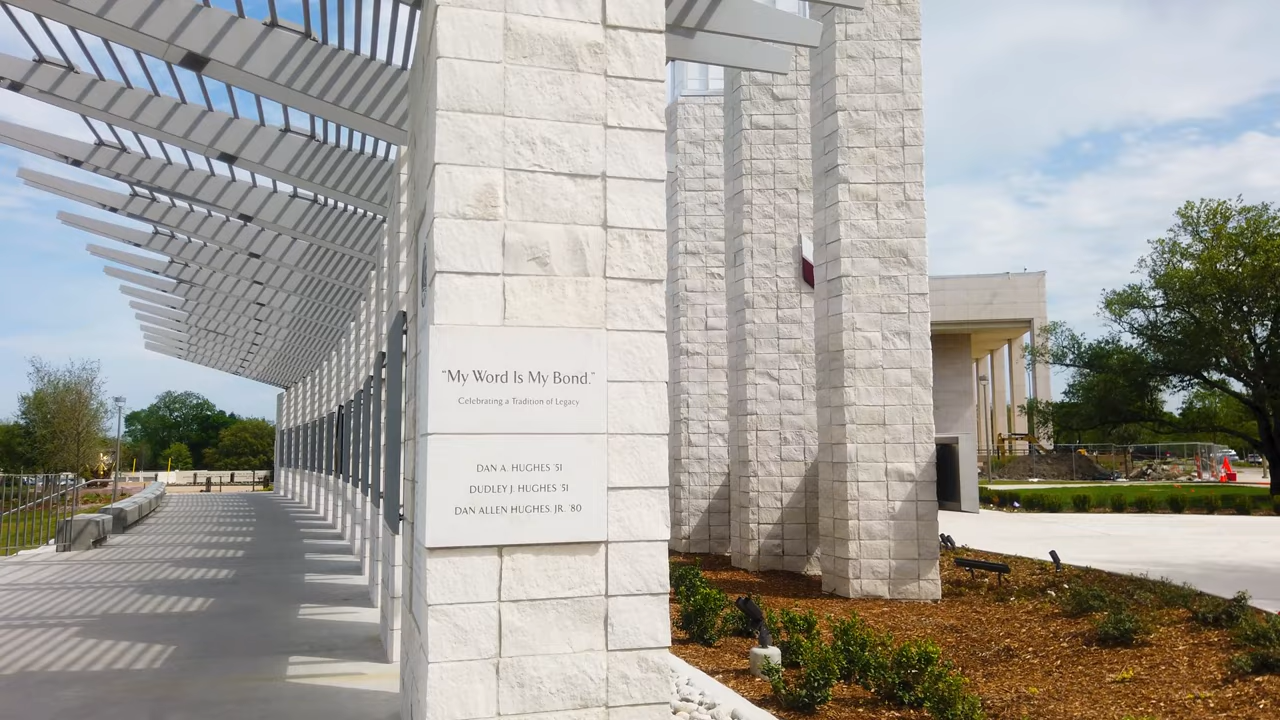 “My Word Is My Bond.”
Celebrating a Tradition of Legacy
DAN A. HUGHES '51
DUDLEY J. HUGHES '51
DAN ALLEN HUGHES, JR. '80